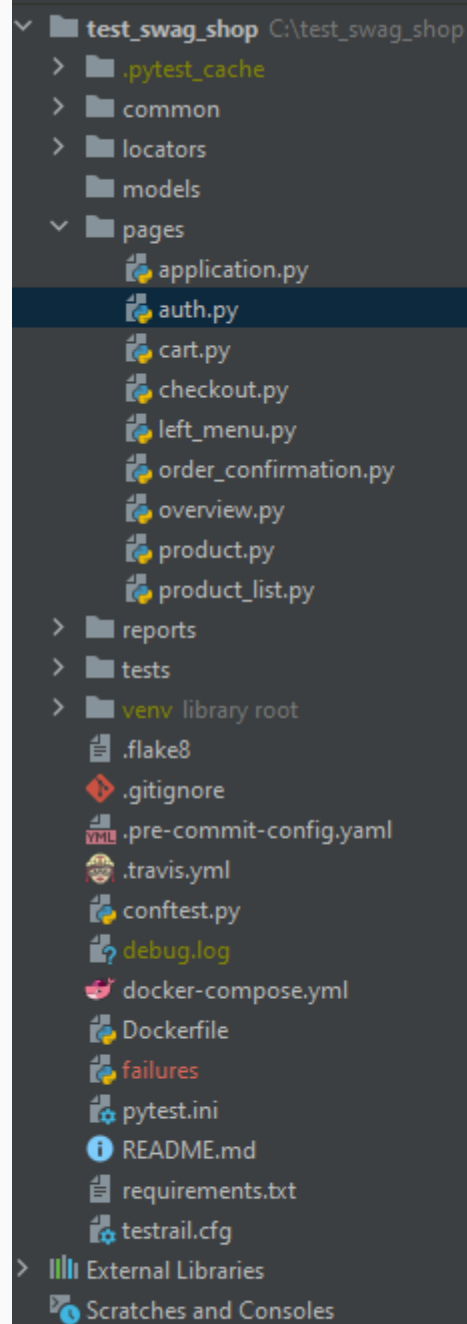 test_swag_shop C:\test_swag_shop
.pytest_cache
common
locators
models
pages
application.py
auth.py
cart.py
checkout.py
left_menu.py
order_confirmation.py
overview.py
product.py
product_list.py
reports
tests
venv library root
.flake8
.gitignore
YML .pre-commit-config.yaml
.travis.yml
conftest.py
debug.log
docker-compose.yml
Dockerfile
failures
pytest.ini
README.md
requirements.txt
testrail.cfg
External Libraries
Scratches and Consoles